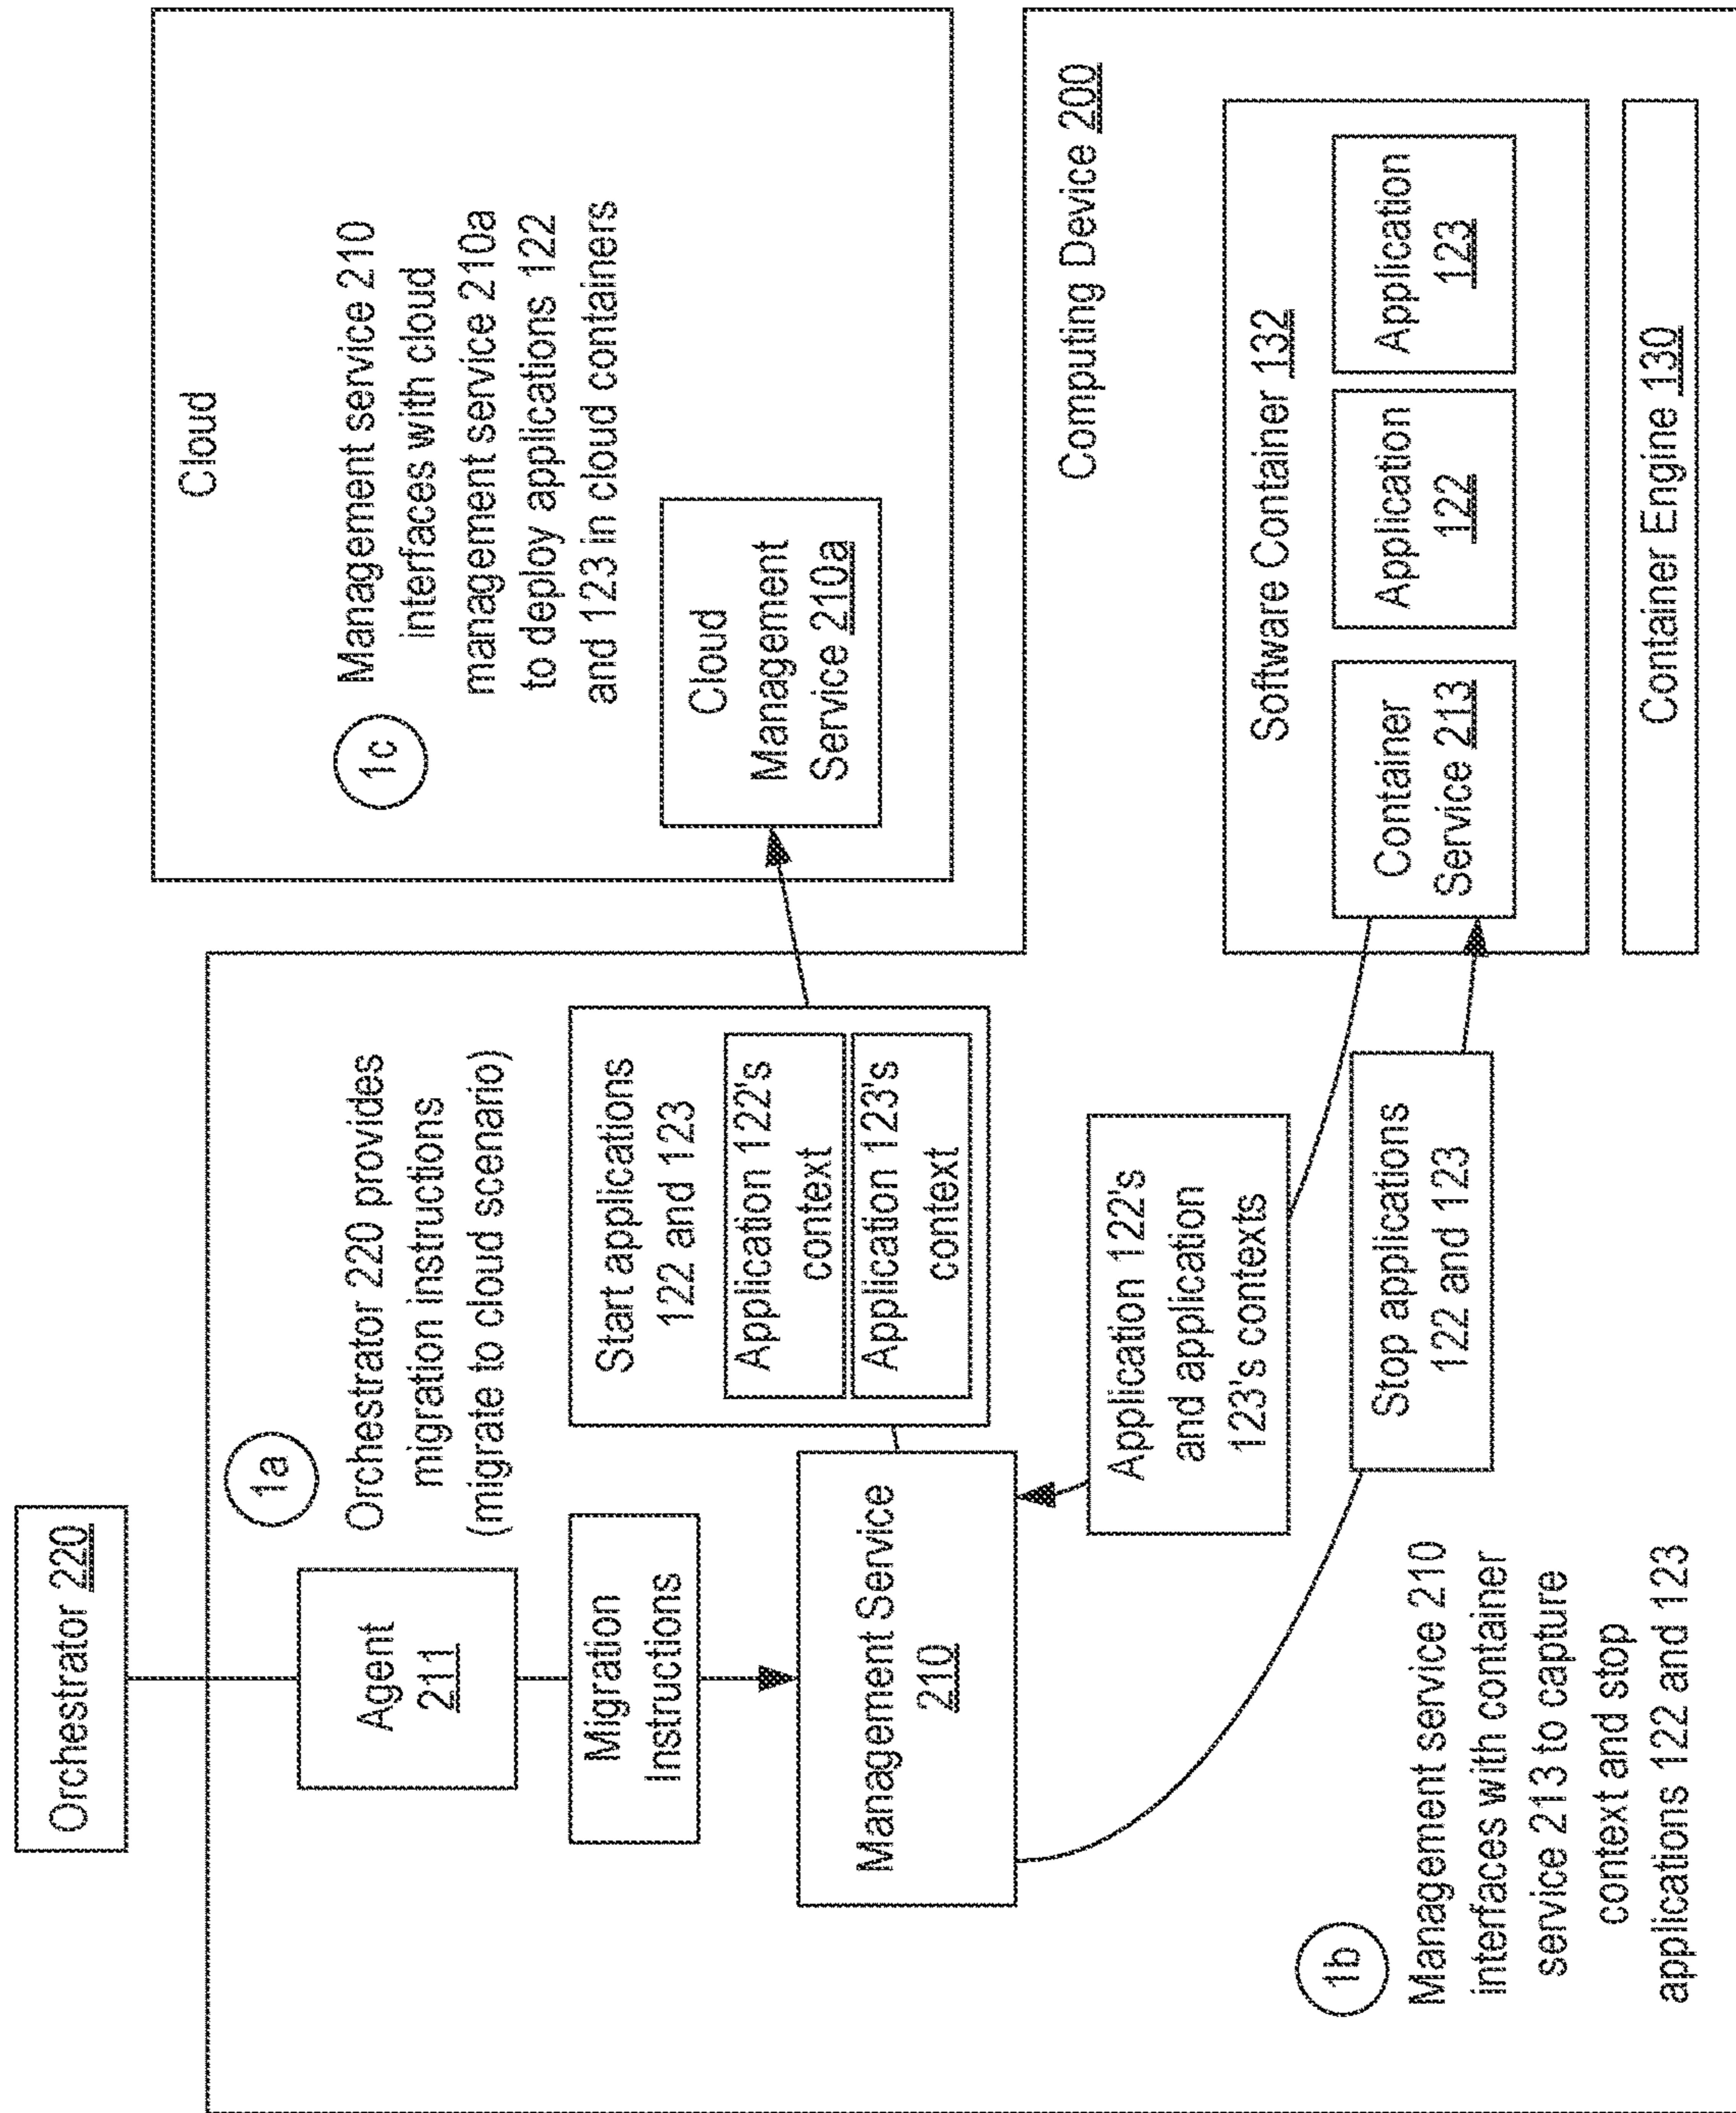 Orchestrator 220
1a
Orchestrator 220 provides
migration instructions
(migrate to cloud scenario)
Agent
211
Migration
Instructions
Management Service
210
Start applications
122 and 123
Application 122's
context
Application 123's
context
Application 122's
and application
123's contexts
Stop applications
122 and 123
1b
Management service 210
interfaces with container
service 213 to capture
context and stop
applications 122 and 123
Cloud
1c
Management service 210
interfaces with cloud
management service 210a
to deploy applications 122
and 123 in cloud containers
Cloud
Management
Service 210a
Computing Device 200
Software Container 132
Container
Service 213
Application
122
Application
123
Container Engine 130